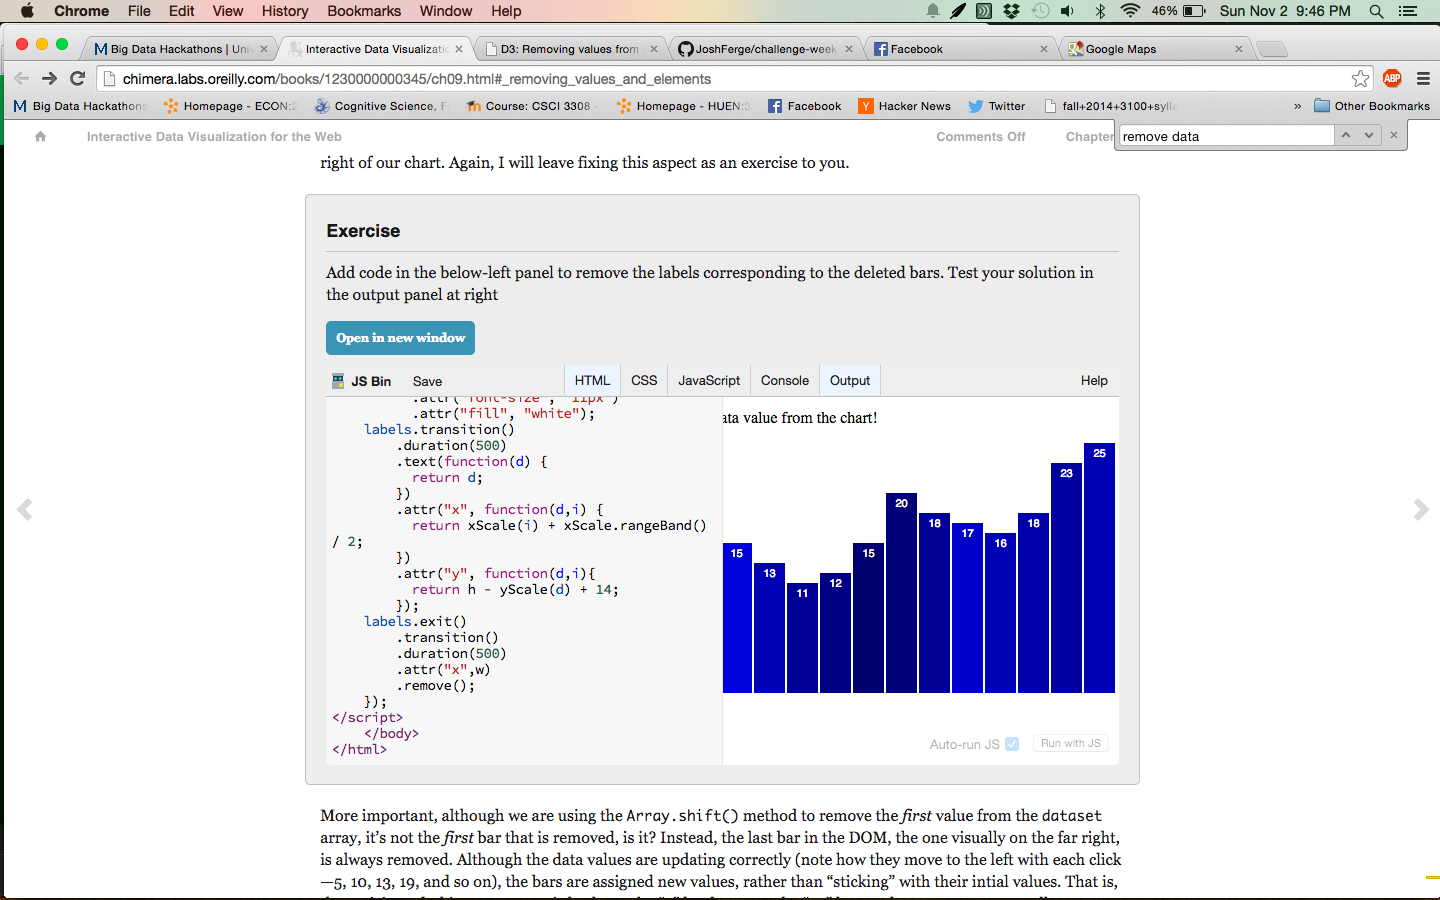 Chrome File Edit View History Bookmarks Window Help 46% Sun Nov 2 9:46 PM
Big Data Hackathons | Univ Interactive Data Visualizatio D3: Removing values from JoshFerge/challenge-week Facebook Google Maps
chimera.labs.oreilly.com/books/1230000000345/ch09.html#_removing_values_and_elements ABP
Big Data Hackathons Homepage - ECON:2 Cognitive Science, F Course: CSCI 3308 - Homepage - HUEN:3 Facebook Hacker News Twitter fall+2014+3100+sylla » Other Bookmarks
Interactive Data Visualization for the Web Comments Off Chapter remove data
right of our chart. Again, I will leave fixing this aspect as an exercise to you.
Exercise
Add code in the below-left panel to remove the labels corresponding to the deleted bars. Test your solution in
the output panel at right
Open in new window
JS Bin Save HTML CSS JavaScript Console Output Help
.attr("font-size", "11px")
.attr("fill", "white");
labels.transition()
.duration(500)
.text(function(d) {
return d;
})
.attr("x", function(d,i) {
return xScale(i) + xScale.rangeBand()
/ 2;
})
.attr("y", function(d,i){
return h - yScale(d) + 14;
});
labels.exit()
.transition()
.duration(500)
.attr("x",w)
.remove();
});
</script>
</body>
</html>
ata value from the chart!
15 13 11 12 15 20 18 17 16 18 23 25
Auto-run JS Run with JS
More important, although we are using the Array.shift() method to remove the first value from the dataset
array, it's not the first bar that is removed, is it? Instead, the last bar in the DOM, the one visually on the far right,
is always removed. Although the data values are updating correctly (note how they move to the left with each click
—5, 10, 13, 19, and so on), the bars are assigned new values, rather than “sticking” with their intial values. That is,